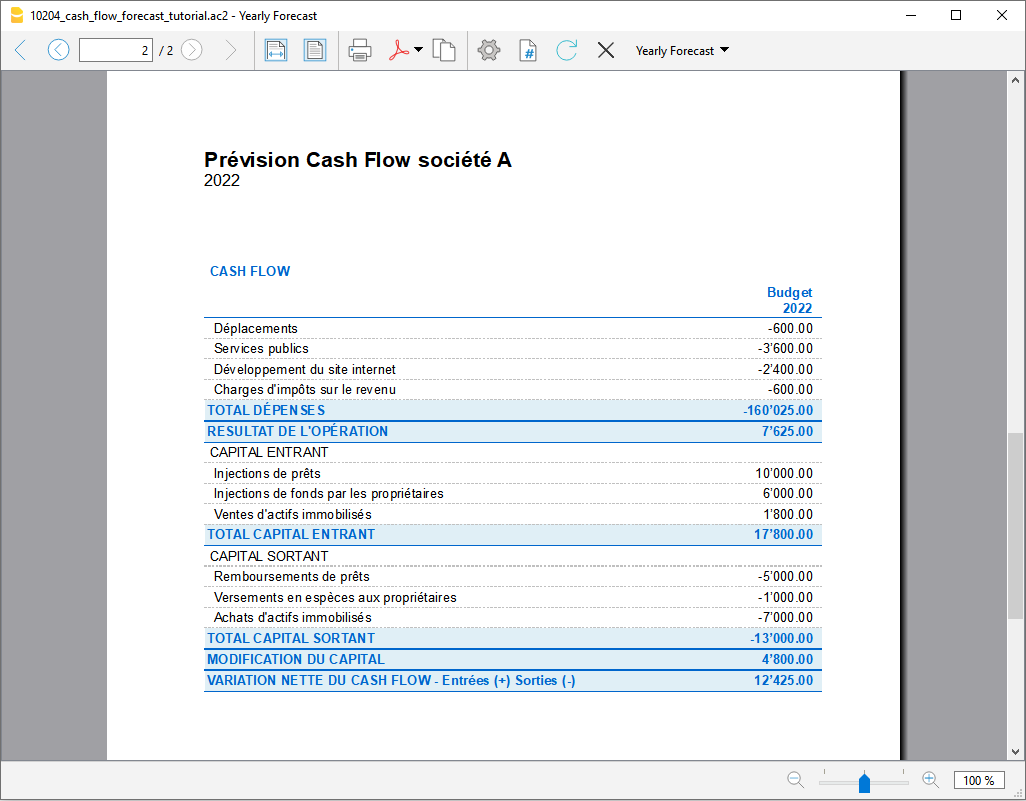 10204_cash_flow_forecast_tutorial.ac2 - Yearly Forecast
2 / 2 Yearly Forecast
Prévision Cash Flow société A
2022
CASH FLOW
Budget
2022
Déplacements -600.00
Services publics -3’600.00
Développement du site internet -2’400.00
Charges d'impôts sur le revenu -600.00
TOTAL DÉPENSES -160’025.00
RESULTAT DE L'OPÉRATION 7’625.00
CAPITAL ENTRANT
Injections de prêts 10’000.00
Injections de fonds par les propriétaires 6’000.00
Ventes d'actifs immobilisés 1’800.00
TOTAL CAPITAL ENTRANT 17’800.00
CAPITAL SORTANT
Remboursements de prêts -5’000.00
Versements en espèces aux propriétaires -1’000.00
Achats d'actifs immobilisés -7’000.00
TOTAL CAPITAL SORTANT -13’000.00
MODIFICATION DU CAPITAL 4’800.00
VARIATION NETTE DU CASH FLOW - Entrées (+) Sorties (-) 12’425.00
100 %